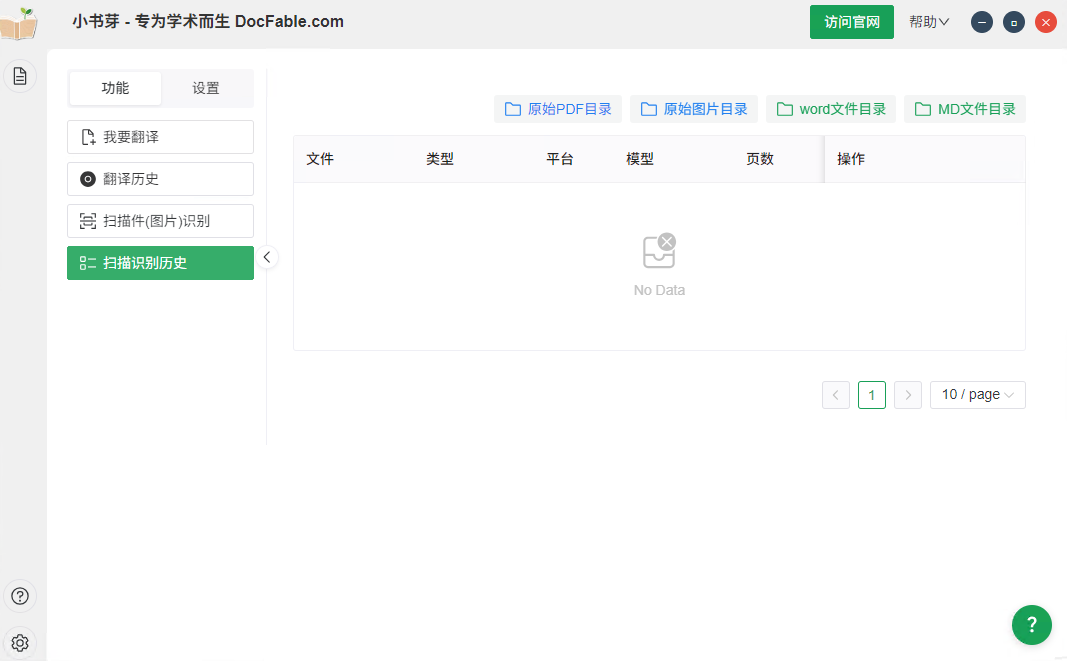 小书芽 - 专为学术而生 DocFable.com
访问官网
帮助
功能
设置
我要翻译
翻译历史
扫描件(图片)识别
扫描识别历史
原始PDF目录
原始图片目录
word文件目录
MD文件目录
文件
类型
平台
模型
页数
操作
No Data
1
10 / page
?
?